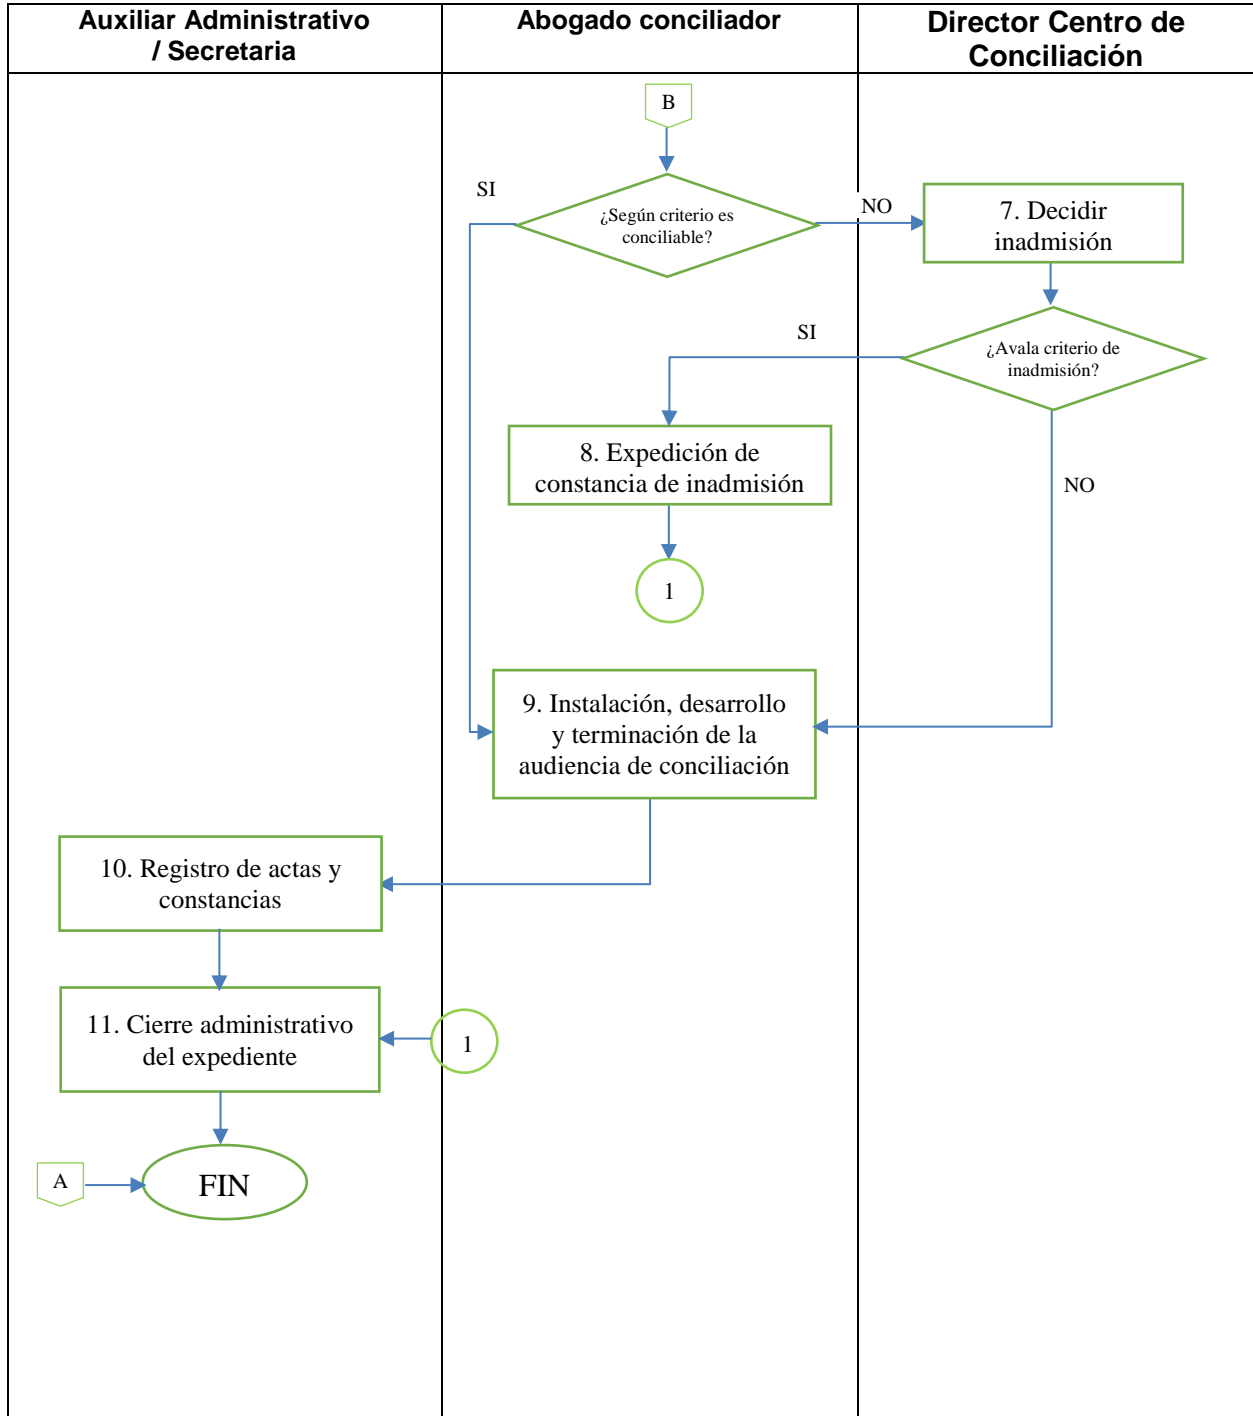 Auxiliar Administrativo
/ Secretaria
Abogado conciliador
Director Centro de
Conciliación
B
SI
¿Según criterio es
conciliable?
NO
7. Decidir
inadmisión
SI
¿Avala criterio de
inadmisión?
8. Expedición de
constancia de inadmisión
NO
1
9. Instalación, desarrollo
y terminación de la
audiencia de conciliación
10. Registro de actas y
constancias
11. Cierre administrativo
del expediente
1
A
FIN